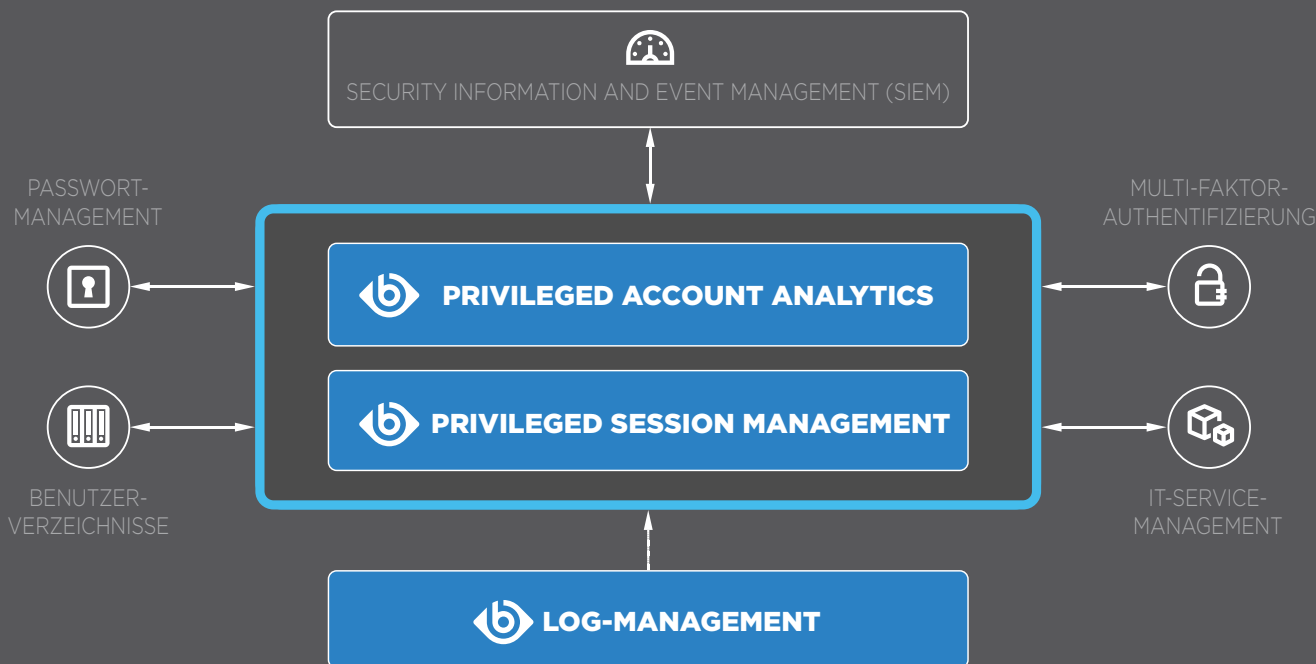 SECURITY INFORMATION AND EVENT MANAGEMENT (SIEM)
PASSWORT-
MANAGEMENT
MULTI-FAKTOR-
AUTHENTIFIZIERUNG
PRIVILEGED ACCOUNT ANALYTICS
PRIVILEGED SESSION MANAGEMENT
BENUTZER-
VERZEICHNISSE
IT-SERVICE-
MANAGEMENT
LOG-MANAGEMENT